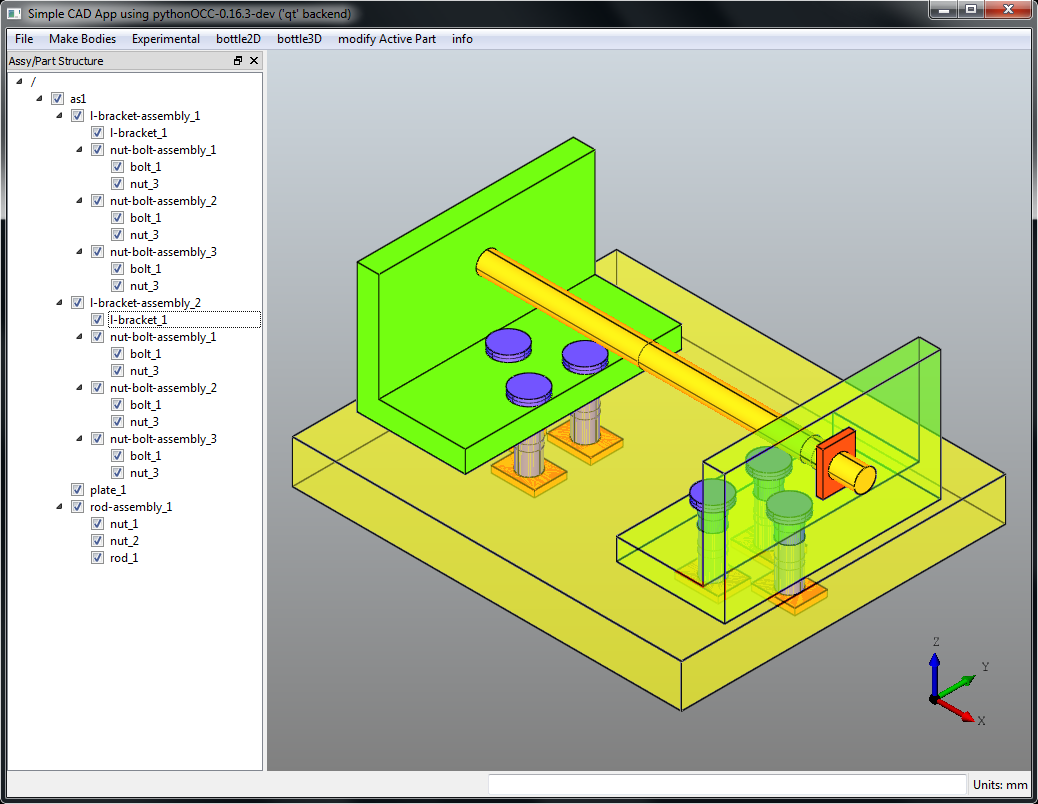 Simple CAD App using pythonOCC-0.16.3-dev ('qt' backend)
File Make Bodies Experimental bottle2D bottle3D modify Active Part info
Assy/Part Structure
/
as1
l-bracket-assembly_1
l-bracket_1
nut-bolt-assembly_1
bolt_1
nut_3
nut-bolt-assembly_2
bolt_1
nut_3
nut-bolt-assembly_3
bolt_1
nut_3
l-bracket-assembly_2
l-bracket_1
nut-bolt-assembly_1
bolt_1
nut_3
nut-bolt-assembly_2
bolt_1
nut_3
nut-bolt-assembly_3
bolt_1
nut_3
plate_1
rod-assembly_1
nut_1
nut_2
rod_1
Z
Y
X
Units: mm